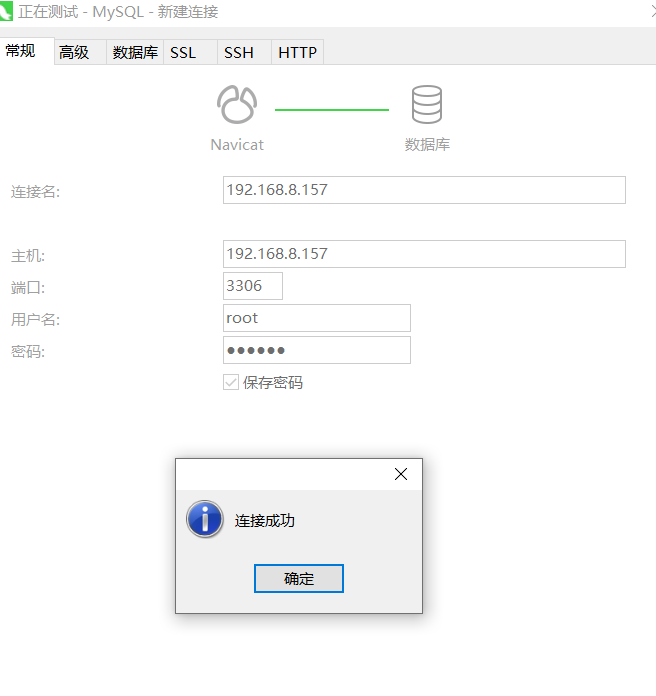 正在测试 - MySQL - 新建连接
常规 高级 数据库 SSL SSH HTTP
Navicat 数据库
连接名: 192.168.8.157
主机: 192.168.8.157
端口: 3306
用户名: root
密码: ●●●●●●
保存密码
连接成功
确定